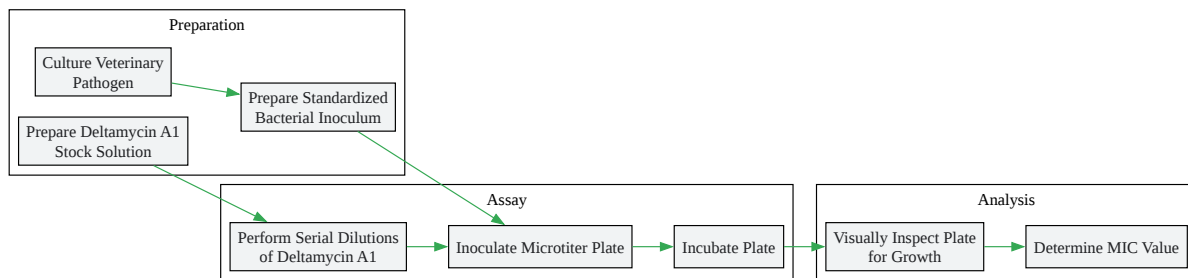 Preparation
Culture Veterinary
Pathogen
Prepare Standardized
Bacterial Inoculum
Prepare Deltamycin A1
Stock Solution
Assay
Perform Serial Dilutions
of Deltamycin A1
Inoculate Microtiter Plate
Incubate Plate
Analysis
Visually Inspect Plate
for Growth
Determine MIC Value